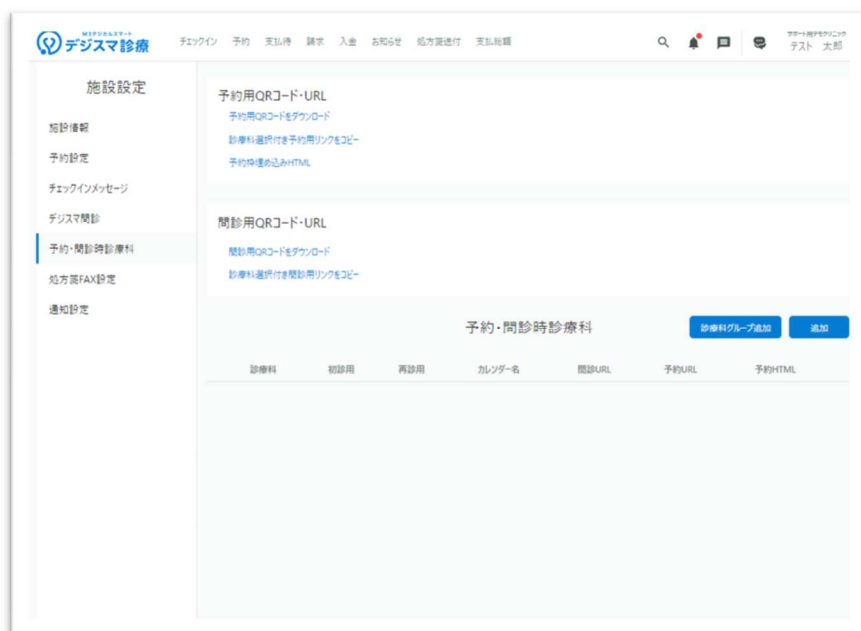 M3デジカルスマート
デジスマ診療
チェックイン 予約 支払待 請求 入金 お知らせ 処方箋送付 支払総額
サポート用デモクリニック
テスト 太郎
施設設定
施設情報
予約設定
チェックインメッセージ
デジスマ問診
予約・問診時診療科
処方箋FAX設定
通知設定
予約用QRコード・URL
予約用QRコードをダウンロード
診療科選択付き予約用リンクをコピー
予約枠埋め込みHTML
問診用QRコード・URL
問診用QRコードをダウンロード
診療科選択付き問診用リンクをコピー
予約・問診時診療科 診療科グループ追加 追加
診療科 初診用 再診用 カレンダー名 問診URL 予約URL 予約HTML